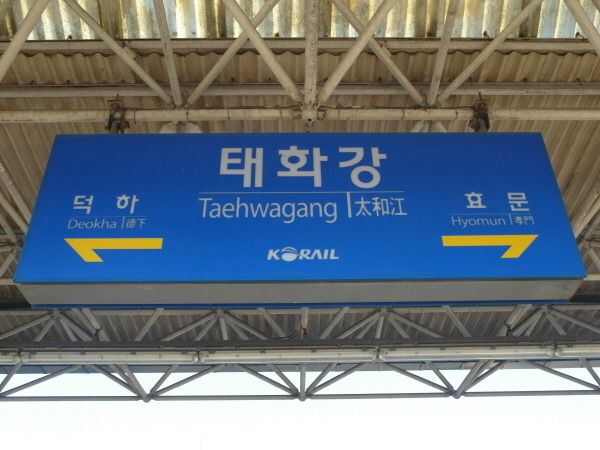 태화강
Taehwagang 太和江
덕하
Deokha 德下
효문
Hyomun 孝門
KORAIL